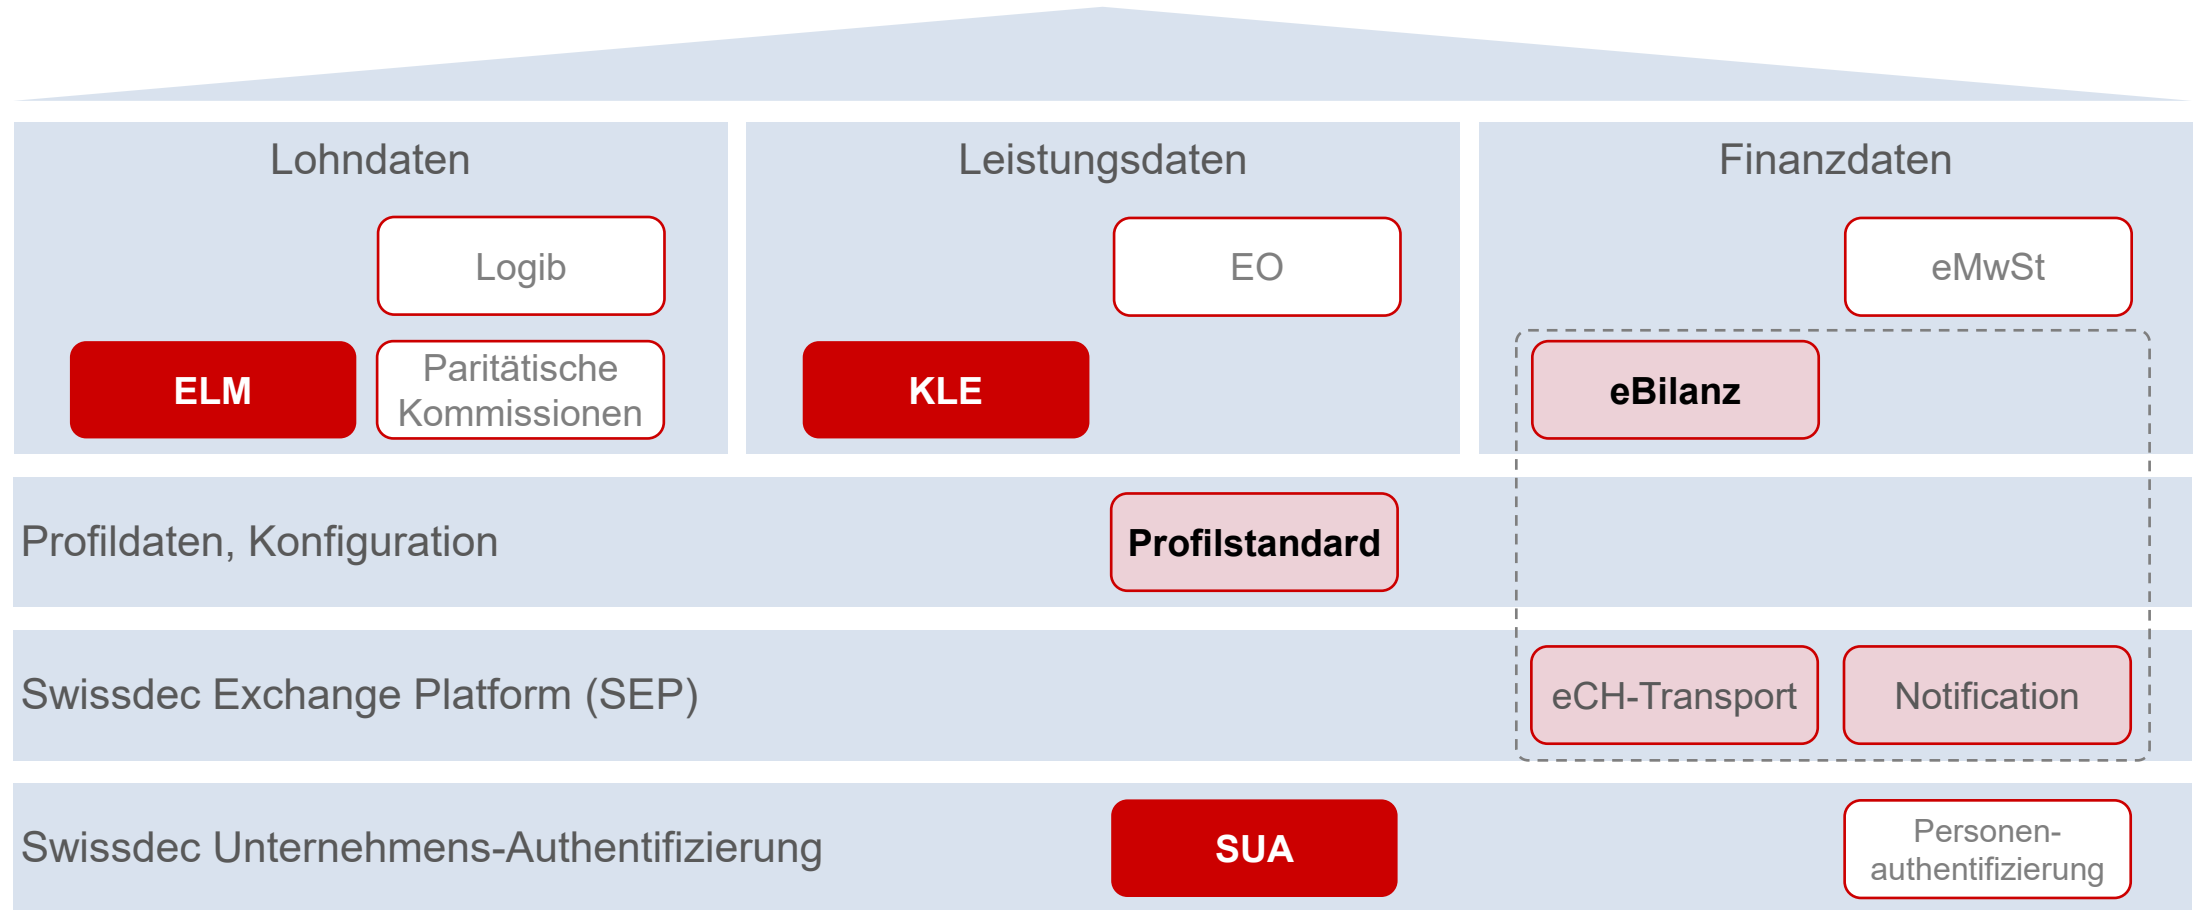 Lohndaten
Logib
ELM
Paritätische
Kommissionen
Leistungsdaten
EO
KLE
Finanzdaten
eMwSt
eBilanz
Profildaten, Konfiguration
Profilstandard
Swissdec Exchange Platform (SEP)
eCH-Transport
Notification
Swissdec Unternehmens-Authentifizierung
SUA
Personen-
authentifizierung